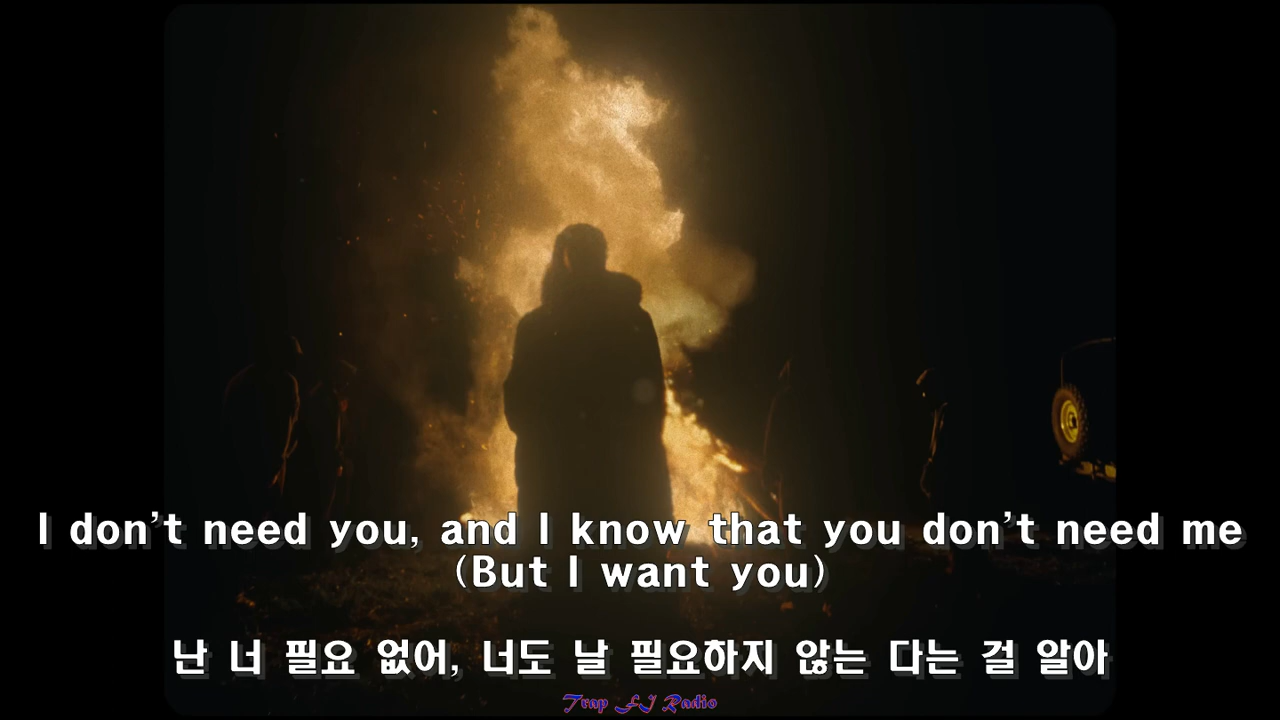 I don't need you, and I know that you don't need me
(But I want you)
난 너 필요 없어, 너도 날 필요하지 않는 다는 걸 알아
Trap LI Radio